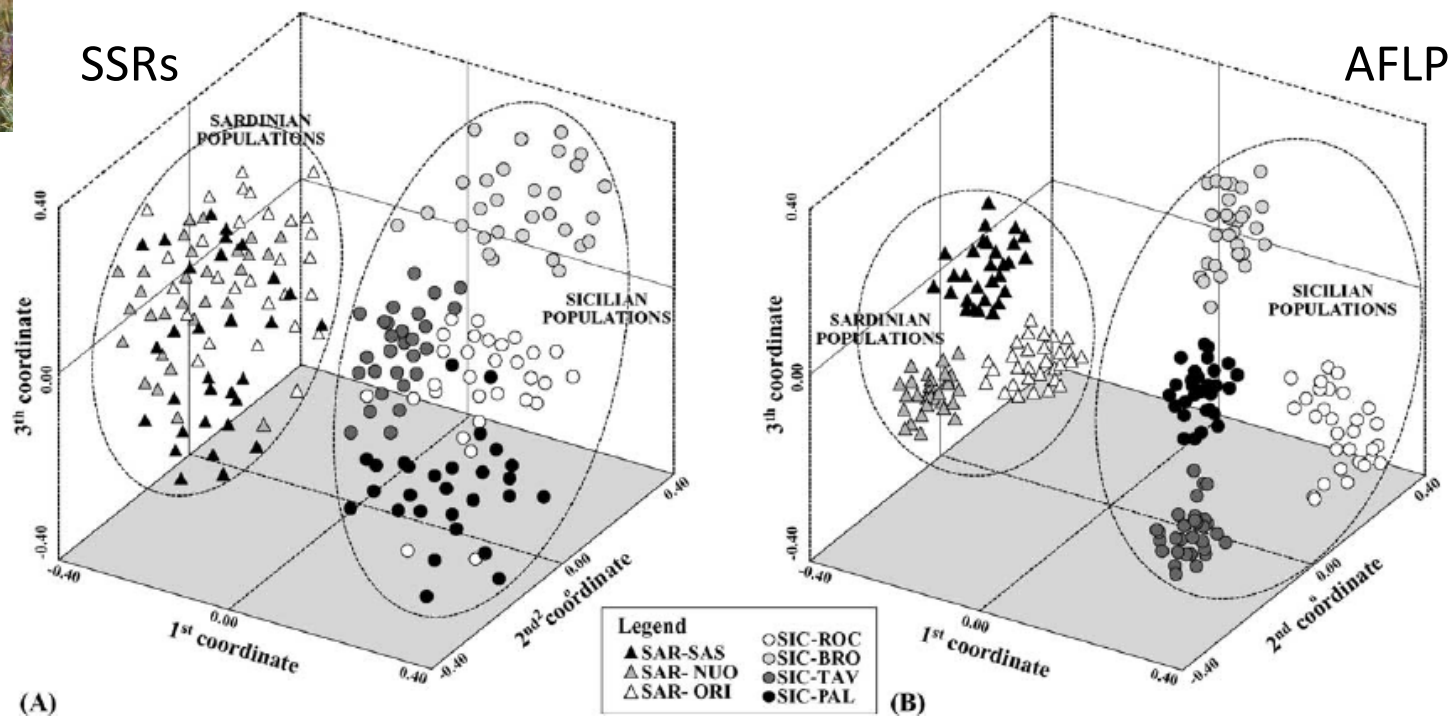 SSRs
SARDINIAN
POPULATIONS
SICILIAN
POPULATIONS
0.40
0.00
-0.40
3th coordinate
-0.40
0.00
0.40
1st coordinate
-0.40
0.00
0.40
2nd2 coordinate
(A)
Legend
SAR-SAS
SAR- NUO
SAR- ORI
SIC-ROC
SIC-BRO
SIC-TAV
SIC-PAL
AFLP
SARDINIAN
POPULATIONS
SICILIAN
POPULATIONS
0.40
0.00
-0.40
3th coordinate
-0.40
0.00
0.40
1st coordinate
-0.40
0.00
0.40
2nd coordinate
(B)